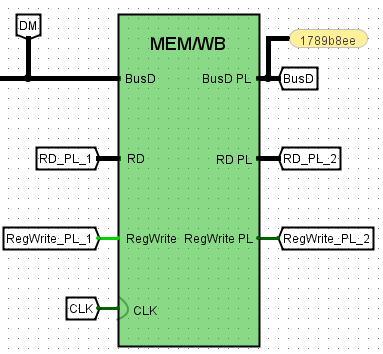 DM
MEM/WB
1789b8ee
BusD
BusD PL
BusD
RD_PL_1
RD
RD PL
RD_PL_2
RegWrite_PL_1
RegWrite
RegWrite PL
RegWrite_PL_2
CLK
CLK